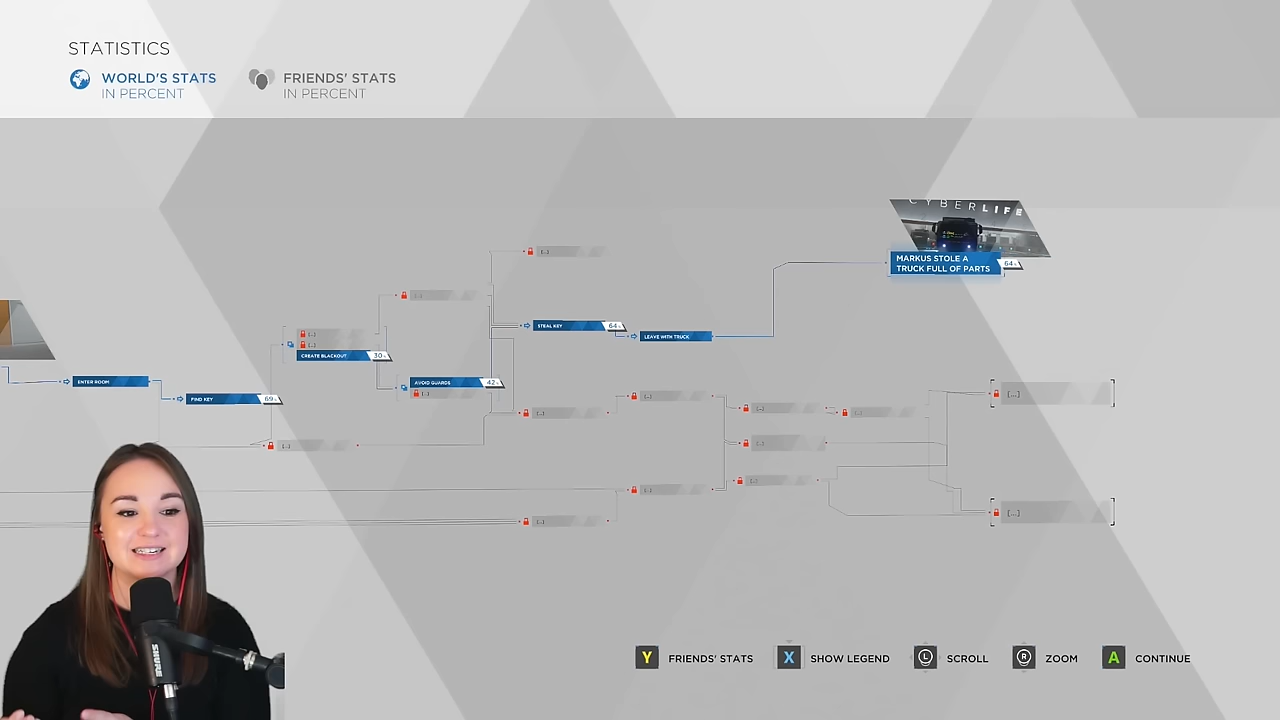 STATISTICS
WORLD'S STATS
IN PERCENT
FRIENDS' STATS
IN PERCENT
CYBERLIFE
MARKUS STOLE A
TRUCK FULL OF PARTS
64%
[...]
[...]
STEAL KEY
64%
LEAVE WITH TRUCK
[...]
[...]
CREATE BLACKOUT
30%
ENTER ROOM
AVOID GUARDS
42%
[...]
FIND KEY
69%
[...]
[...]
[...]
[...]
[...]
[...]
[...]
[...]
[...]
[...]
[...]
SHURE
Y
FRIENDS' STATS
X
SHOW LEGEND
L
SCROLL
R
ZOOM
A
CONTINUE